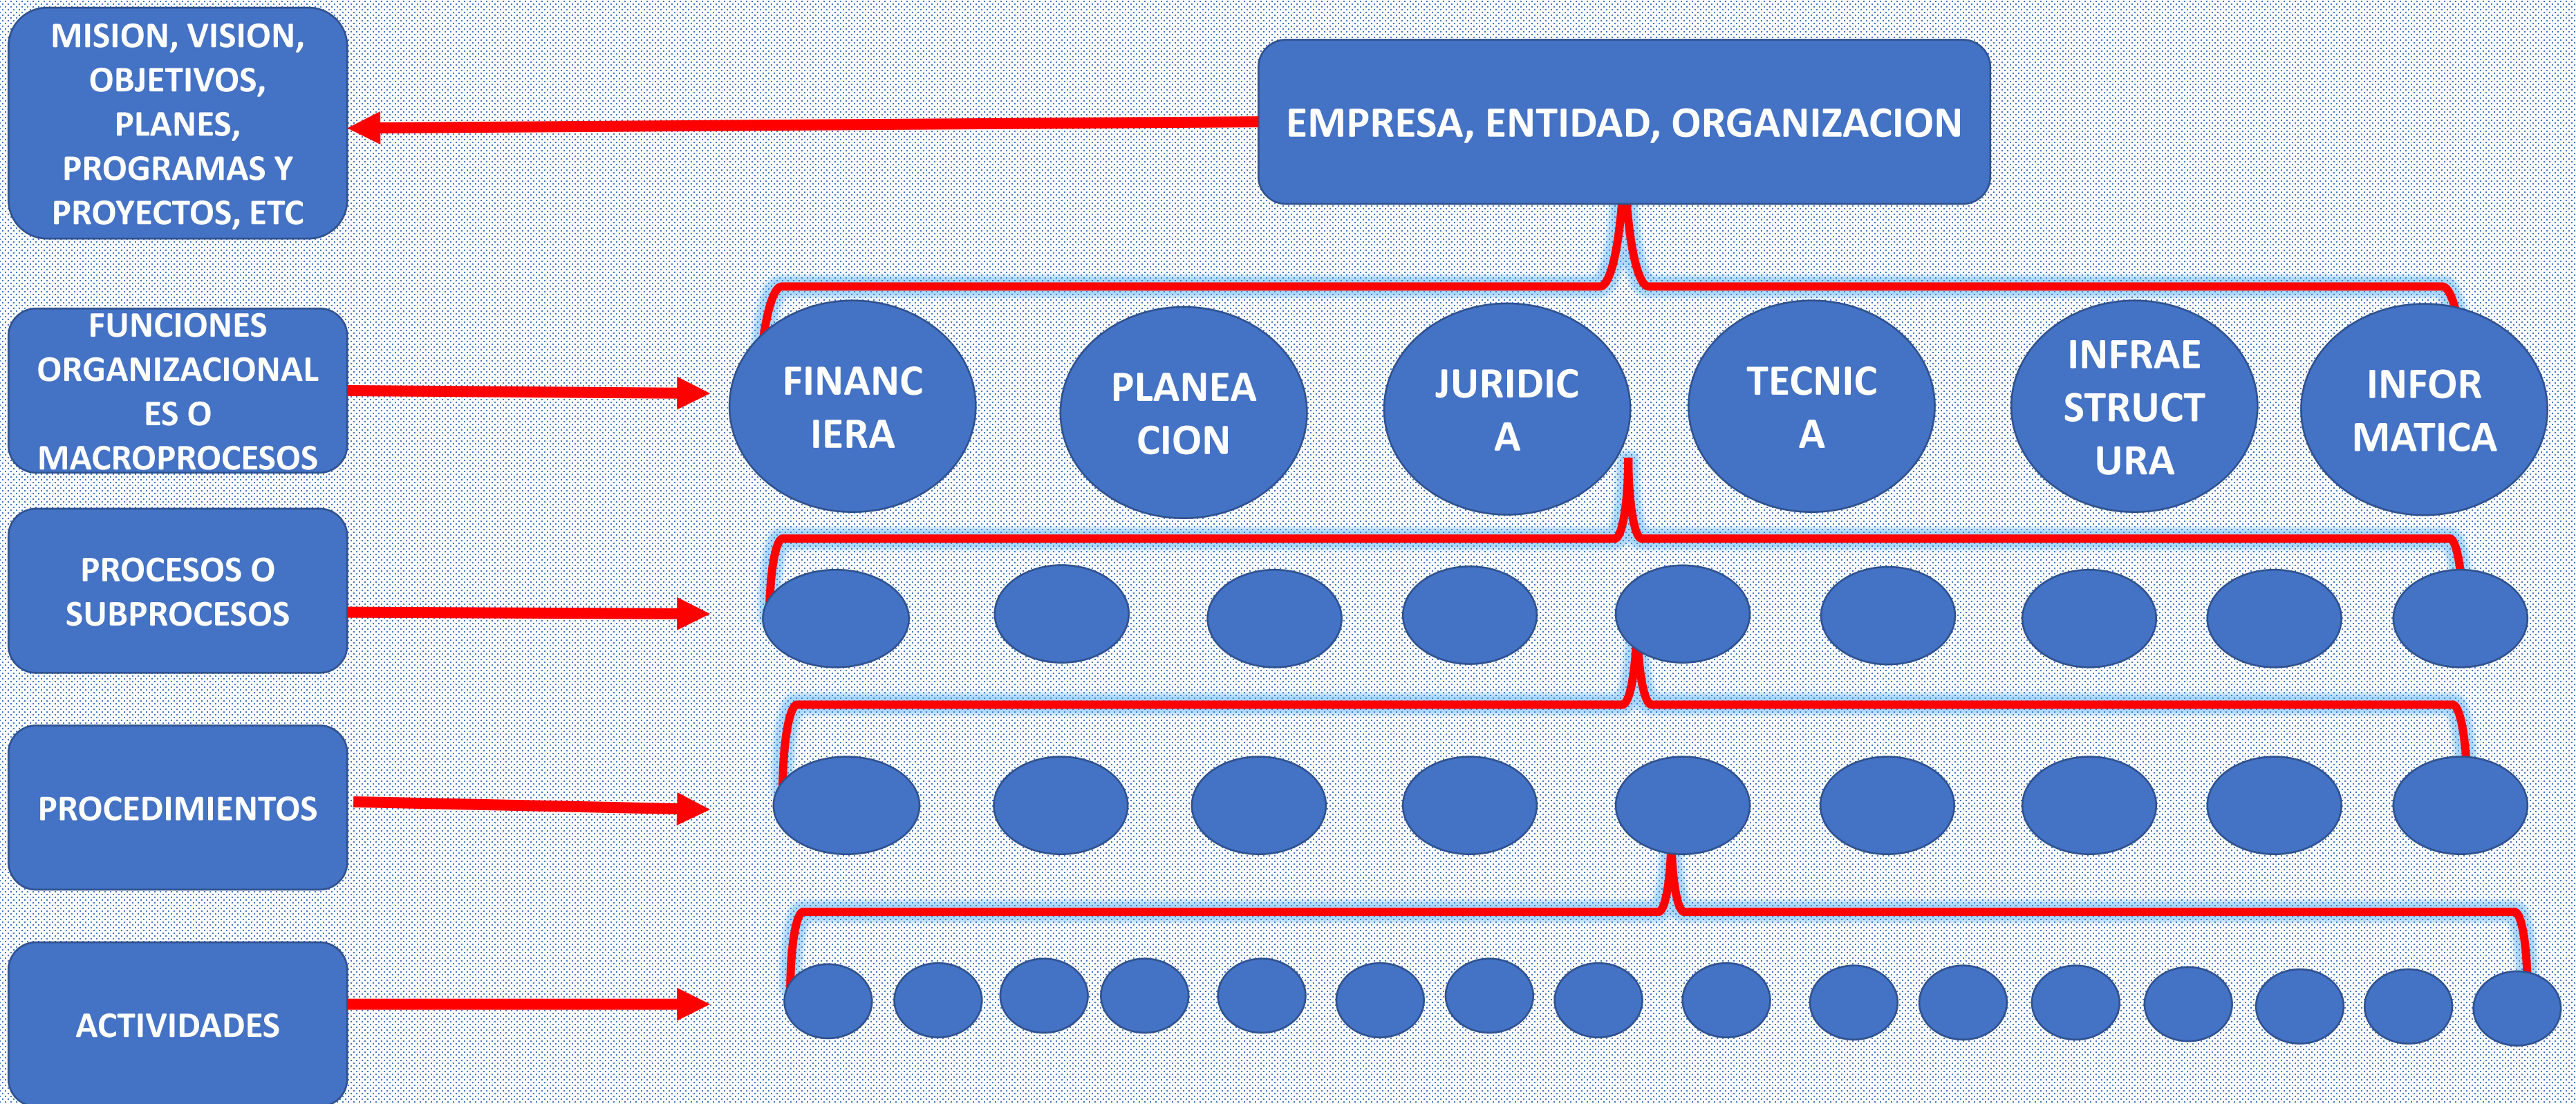 MISION, VISION,
OBJETIVOS,
PLANES,
PROGRAMAS Y
PROYECTOS, ETC
EMPRESA, ENTIDAD, ORGANIZACION
FUNCIONES
ORGANIZACIONAL
ES O
MACROPROCESOS
FINANC
IERA
PLANEA
CION
JURIDIC
A
TECNIC
A
INFRAE
STRUCT
URA
INFOR
MATICA
PROCESOS O
SUBPROCESOS
PROCEDIMIENTOS
ACTIVIDADES